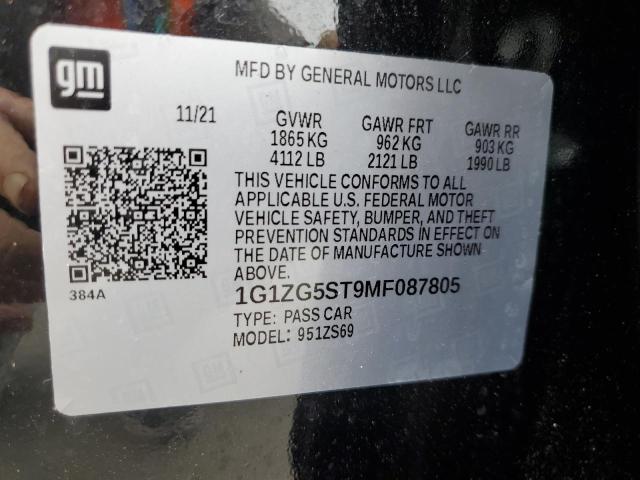 gm
MFD BY GENERAL MOTORS LLC
11/21 GVWR GAWR FRT GAWR RR
1865 KG 962 KG 903 KG
4112 LB 2121 LB 1990 LB
THIS VEHICLE CONFORMS TO ALL
APPLICABLE U.S. FEDERAL MOTOR
VEHICLE SAFETY, BUMPER, AND THEFT
PREVENTION STANDARDS IN EFFECT ON
THE DATE OF MANUFACTURE SHOWN
ABOVE.
384A
1G1ZG5ST9MF087805
TYPE: PASS CAR
MODEL: 951ZS69